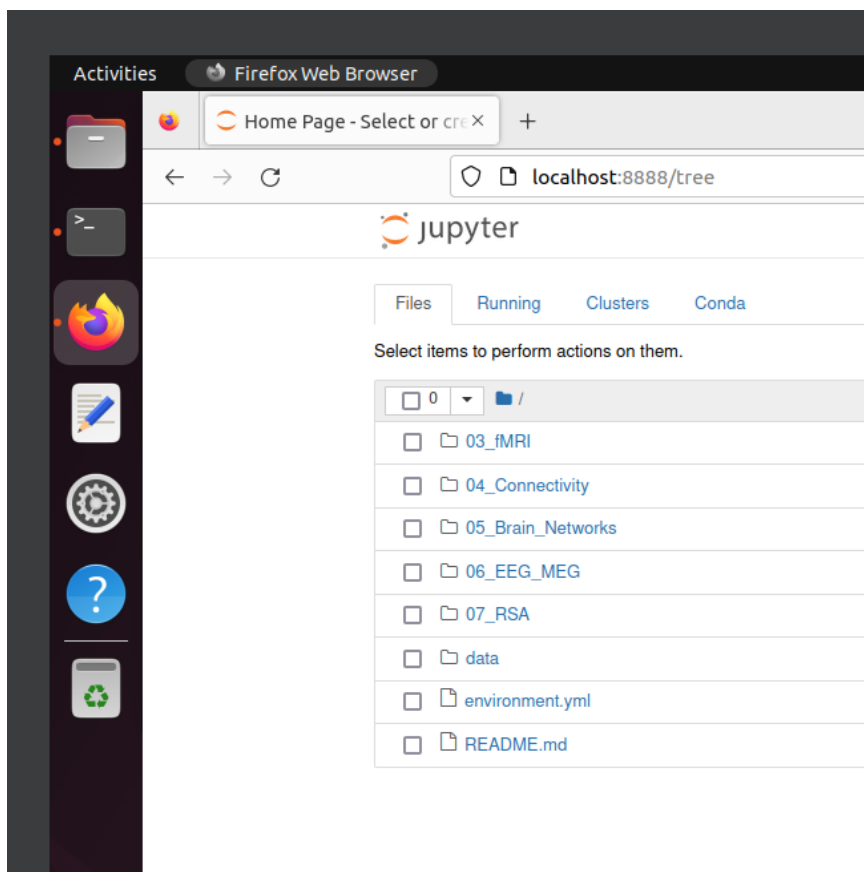 Activities Firefox Web Browser
Home Page - Select or cre
localhost:8888/tree
>_
jupyter
Files Running Clusters Conda
Select items to perform actions on them.
0 /
03_fMRI
04_Connectivity
05_Brain_Networks
06_EEG_MEG
?
07_RSA
data
environment.yml
README.md